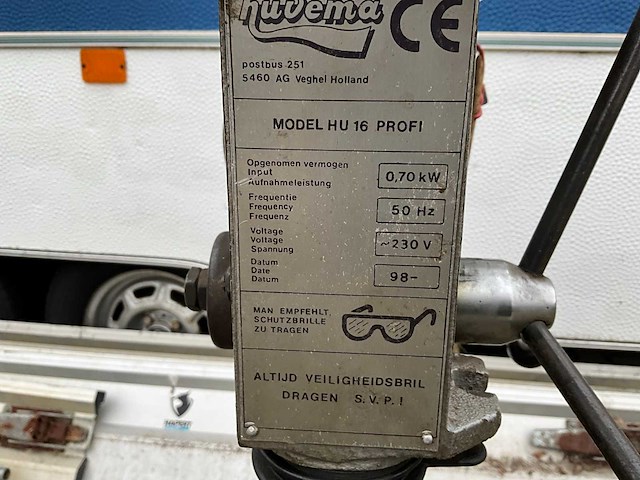 huvema CE
postbus 251
5460 AG Veghel Holland
MODEL HU 16 PROFI
Opgenomen vermogen
Input
Aufnahmeleistung
0,70 kW
Frequentie
Frequency
Frequenz
50 Hz
Voltage
Voltage
Spannung
~230 V
Datum
Date
Datum
98-
MAN EMPFEHLT
SCHUTZBRILLE
ZU TRAGEN
ALTIJD VEILIGHEIDSBRIL
DRAGEN S.V.P.!